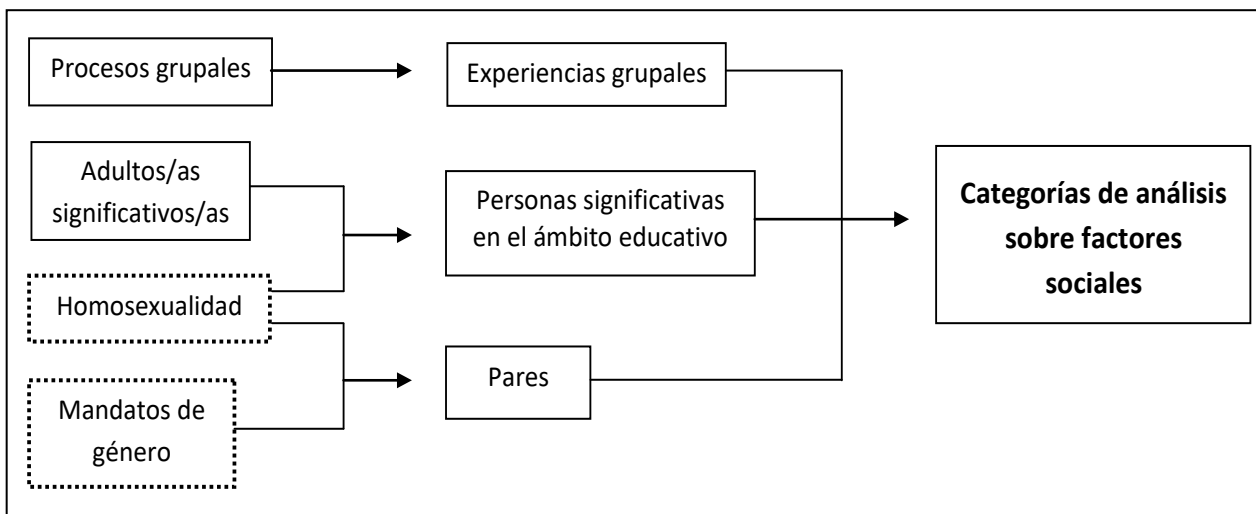 Procesos grupales
Experiencias grupales
Adultos/as
significativos/as
Personas significativas
en el ámbito educativo
Categorías de análisis
sobre factores
sociales
Homosexualidad
Pares
Mandatos de
género